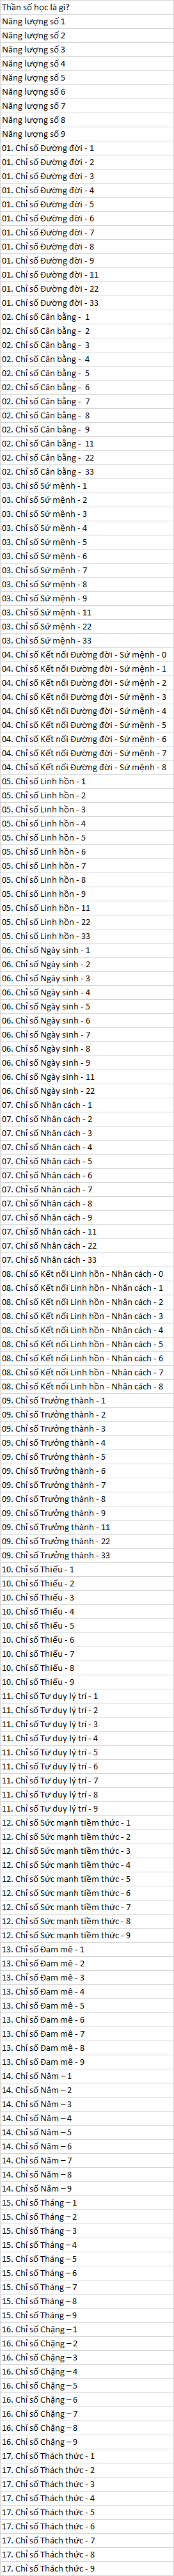 Thần số học là gì?
Năng lượng số 1
Năng lượng số 2
Năng lượng số 3
Năng lượng số 4
Năng lượng số 5
Năng lượng số 6
Năng lượng số 7
Năng lượng số 8
Năng lượng số 9
01. Chỉ số Đường đời - 1
01. Chỉ số Đường đời - 2
01. Chỉ số Đường đời - 3
01. Chỉ số Đường đời - 4
01. Chỉ số Đường đời - 5
01. Chỉ số Đường đời - 6
01. Chỉ số Đường đời - 7
01. Chỉ số Đường đời - 8
01. Chỉ số Đường đời - 9
01. Chỉ số Đường đời - 11
01. Chỉ số Đường đời - 22
01. Chỉ số Đường đời - 33
02. Chỉ số Cân bằng -  1
02. Chỉ số Cân bằng -  2
02. Chỉ số Cân bằng -  3
02. Chỉ số Cân bằng -  4
02. Chỉ số Cân bằng -  5
02. Chỉ số Cân bằng -  6
02. Chỉ số Cân bằng -  7
02. Chỉ số Cân bằng -  8
02. Chỉ số Cân bằng -  9
02. Chỉ số Cân bằng -  11
02. Chỉ số Cân bằng -  22
02. Chỉ số Cân bằng -  33
03. Chỉ số Sứ mệnh - 1
03. Chỉ số Sứ mệnh - 2
03. Chỉ số Sứ mệnh - 3
03. Chỉ số Sứ mệnh - 4
03. Chỉ số Sứ mệnh - 5
03. Chỉ số Sứ mệnh - 6
03. Chỉ số Sứ mệnh - 7
03. Chỉ số Sứ mệnh - 8
03. Chỉ số Sứ mệnh - 9
03. Chỉ số Sứ mệnh - 11
03. Chỉ số Sứ mệnh - 22
03. Chỉ số Sứ mệnh - 33
04. Chỉ số Kết nối Đường đời - Sứ mệnh - 0
04. Chỉ số Kết nối Đường đời - Sứ mệnh - 1
04. Chỉ số Kết nối Đường đời - Sứ mệnh - 2
04. Chỉ số Kết nối Đường đời - Sứ mệnh - 3
04. Chỉ số Kết nối Đường đời - Sứ mệnh - 4
04. Chỉ số Kết nối Đường đời - Sứ mệnh - 5
04. Chỉ số Kết nối Đường đời - Sứ mệnh - 6
04. Chỉ số Kết nối Đường đời - Sứ mệnh - 7
04. Chỉ số Kết nối Đường đời - Sứ mệnh - 8
05. Chỉ số Linh hồn - 1
05. Chỉ số Linh hồn - 2
05. Chỉ số Linh hồn - 3
05. Chỉ số Linh hồn - 4
05. Chỉ số Linh hồn - 5
05. Chỉ số Linh hồn - 6
05. Chỉ số Linh hồn - 7
05. Chỉ số Linh hồn - 8
05. Chỉ số Linh hồn - 9
05. Chỉ số Linh hồn - 11
05. Chỉ số Linh hồn - 22
05. Chỉ số Linh hồn - 33
06. Chỉ số Ngày sinh - 1
06. Chỉ số Ngày sinh - 2
06. Chỉ số Ngày sinh - 3
06. Chỉ số Ngày sinh - 4
06. Chỉ số Ngày sinh - 5
06. Chỉ số Ngày sinh - 6
06. Chỉ số Ngày sinh - 7
06. Chỉ số Ngày sinh - 8
06. Chỉ số Ngày sinh - 9
06. Chỉ số Ngày sinh - 11
06. Chỉ số Ngày sinh - 22
07. Chỉ số Nhân cách - 1
07. Chỉ số Nhân cách - 2
07. Chỉ số Nhân cách - 3
07. Chỉ số Nhân cách - 4
07. Chỉ số Nhân cách - 5
07. Chỉ số Nhân cách - 6
07. Chỉ số Nhân cách - 7
07. Chỉ số Nhân cách - 8
07. Chỉ số Nhân cách - 9
07. Chỉ số Nhân cách - 11
07. Chỉ số Nhân cách - 22
07. Chỉ số Nhân cách - 33
08. Chỉ số Kết nối Linh hồn - Nhân cách - 0
08. Chỉ số Kết nối Linh hồn - Nhân cách - 1
08. Chỉ số Kết nối Linh hồn - Nhân cách - 2
08. Chỉ số Kết nối Linh hồn - Nhân cách - 3
08. Chỉ số Kết nối Linh hồn - Nhân cách - 4
08. Chỉ số Kết nối Linh hồn - Nhân cách - 5
08. Chỉ số Kết nối Linh hồn - Nhân cách - 6
08. Chỉ số Kết nối Linh hồn - Nhân cách - 7
08. Chỉ số Kết nối Linh hồn - Nhân cách - 8
09. Chỉ số Trưởng thành - 1
09. Chỉ số Trưởng thành - 2
09. Chỉ số Trưởng thành - 3
09. Chỉ số Trưởng thành - 4
09. Chỉ số Trưởng thành - 5
09. Chỉ số Trưởng thành - 6
09. Chỉ số Trưởng thành - 7
09. Chỉ số Trưởng thành - 8
09. Chỉ số Trưởng thành - 9
09. Chỉ số Trưởng thành - 11
09. Chỉ số Trưởng thành - 22
09. Chỉ số Trưởng thành - 33
10. Chỉ số Thiếu - 1
10. Chỉ số Thiếu - 2
10. Chỉ số Thiếu - 3
10. Chỉ số Thiếu - 4
10. Chỉ số Thiếu - 5
10. Chỉ số Thiếu - 6
10. Chỉ số Thiếu - 7
10. Chỉ số Thiếu - 8
10. Chỉ số Thiếu - 9
11. Chỉ số Tư duy lý trí - 1
11. Chỉ số Tư duy lý trí - 2
11. Chỉ số Tư duy lý trí - 3
11. Chỉ số Tư duy lý trí - 4
11. Chỉ số Tư duy lý trí - 5
11. Chỉ số Tư duy lý trí - 6
11. Chỉ số Tư duy lý trí - 7
11. Chỉ số Tư duy lý trí - 8
11. Chỉ số Tư duy lý trí - 9
12. Chỉ số Sức mạnh tiềm thức - 1
12. Chỉ số Sức mạnh tiềm thức - 2
12. Chỉ số Sức mạnh tiềm thức - 3
12. Chỉ số Sức mạnh tiềm thức - 4
12. Chỉ số Sức mạnh tiềm thức - 5
12. Chỉ số Sức mạnh tiềm thức - 6
12. Chỉ số Sức mạnh tiềm thức - 7
12. Chỉ số Sức mạnh tiềm thức - 8
12. Chỉ số Sức mạnh tiềm thức - 9
13. Chỉ số Đam mê - 1
13. Chỉ số Đam mê - 2
13. Chỉ số Đam mê - 3
13. Chỉ số Đam mê - 4
13. Chỉ số Đam mê - 5
13. Chỉ số Đam mê - 6
13. Chỉ số Đam mê - 7
13. Chỉ số Đam mê - 8
13. Chỉ số Đam mê - 9
14. Chỉ số Năm – 1
14. Chỉ số Năm – 2
14. Chỉ số Năm – 3
14. Chỉ số Năm – 4
14. Chỉ số Năm – 5
14. Chỉ số Năm – 6
14. Chỉ số Năm – 7
14. Chỉ số Năm – 8
14. Chỉ số Năm – 9
15. Chỉ số Tháng – 1
15. Chỉ số Tháng – 2
15. Chỉ số Tháng – 3
15. Chỉ số Tháng – 4
15. Chỉ số Tháng – 5
15. Chỉ số Tháng – 6
15. Chỉ số Tháng – 7
15. Chỉ số Tháng – 8
15. Chỉ số Tháng – 9
16. Chỉ số Chặng – 1
16. Chỉ số Chặng – 2
16. Chỉ số Chặng – 3
16. Chỉ số Chặng – 4
16. Chỉ số Chặng – 5
16. Chỉ số Chặng – 6
16. Chỉ số Chặng – 7
16. Chỉ số Chặng – 8
16. Chỉ số Chặng – 9
17. Chỉ số Thách thức - 1
17. Chỉ số Thách thức - 2
17. Chỉ số Thách thức - 3
17. Chỉ số Thách thức - 4
17. Chỉ số Thách thức - 5
17. Chỉ số Thách thức - 6
17. Chỉ số Thách thức - 7
17. Chỉ số Thách thức - 8
17. Chỉ số Thách thức - 9